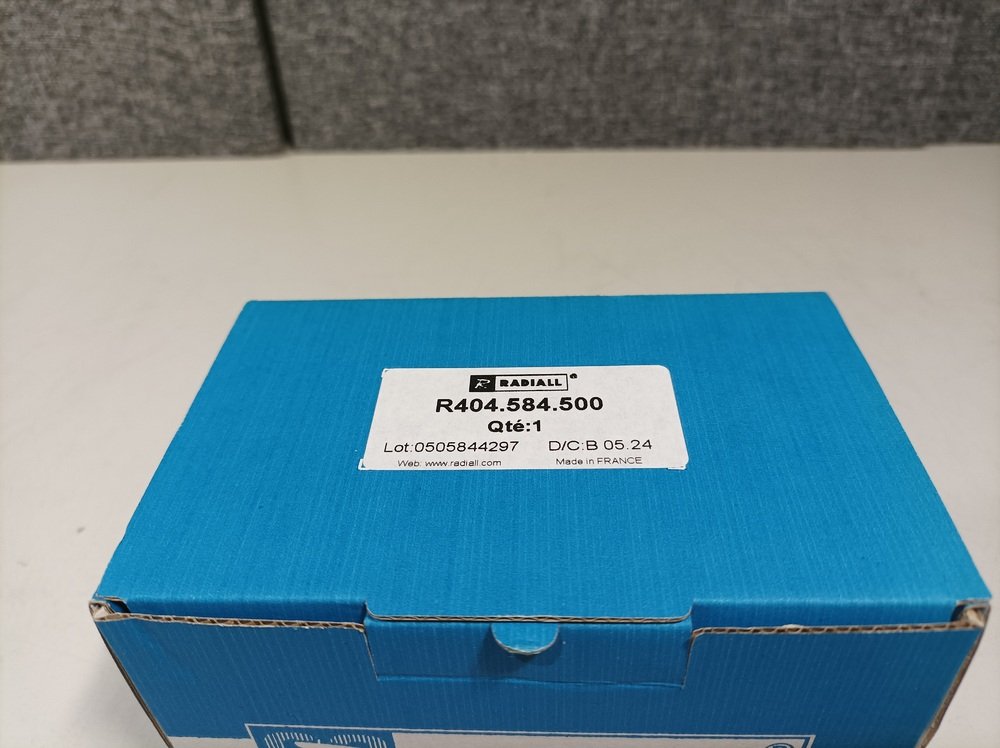 R RADIALL ®
R404.584.500
Qté:1
Lot:0505844297 D/C:B 05.24
Web: www.radiall.com Made in FRANCE
®